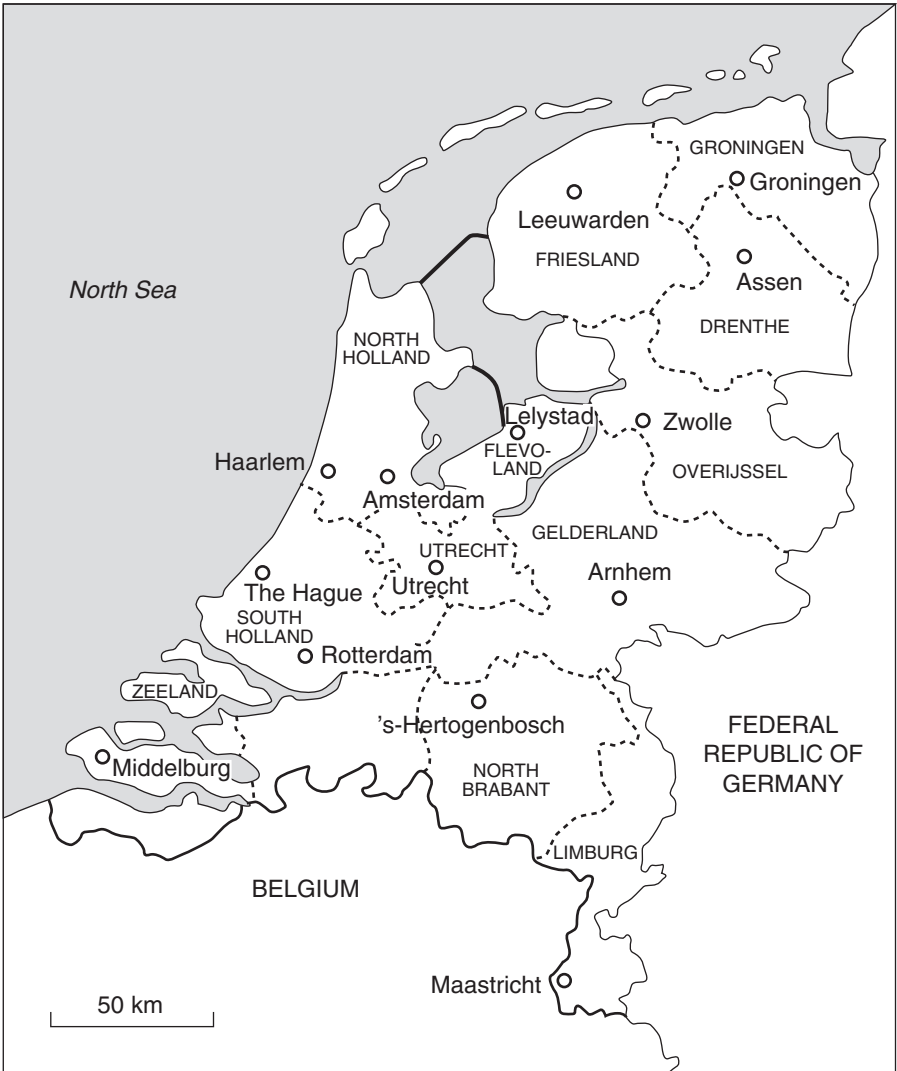 GRONINGEN
Groningen
Leeuwarden
FRIESLAND
Assen
North Sea
DRENTHE
NORTH
HOLLAND
Lelystad
Zwolle
FLEVO-
LAND
Haarlem
OVERIJSSEL
Amsterdam
GELDERLAND
UTRECHT
Utrecht
Arnhem
The Hague
SOUTH
HOLLAND
Rotterdam
ZEELAND
's-Hertogenbosch
FEDERAL
REPUBLIC OF
GERMANY
Middelburg
NORTH
BRABANT
LIMBURG
BELGIUM
Maastricht
50 km